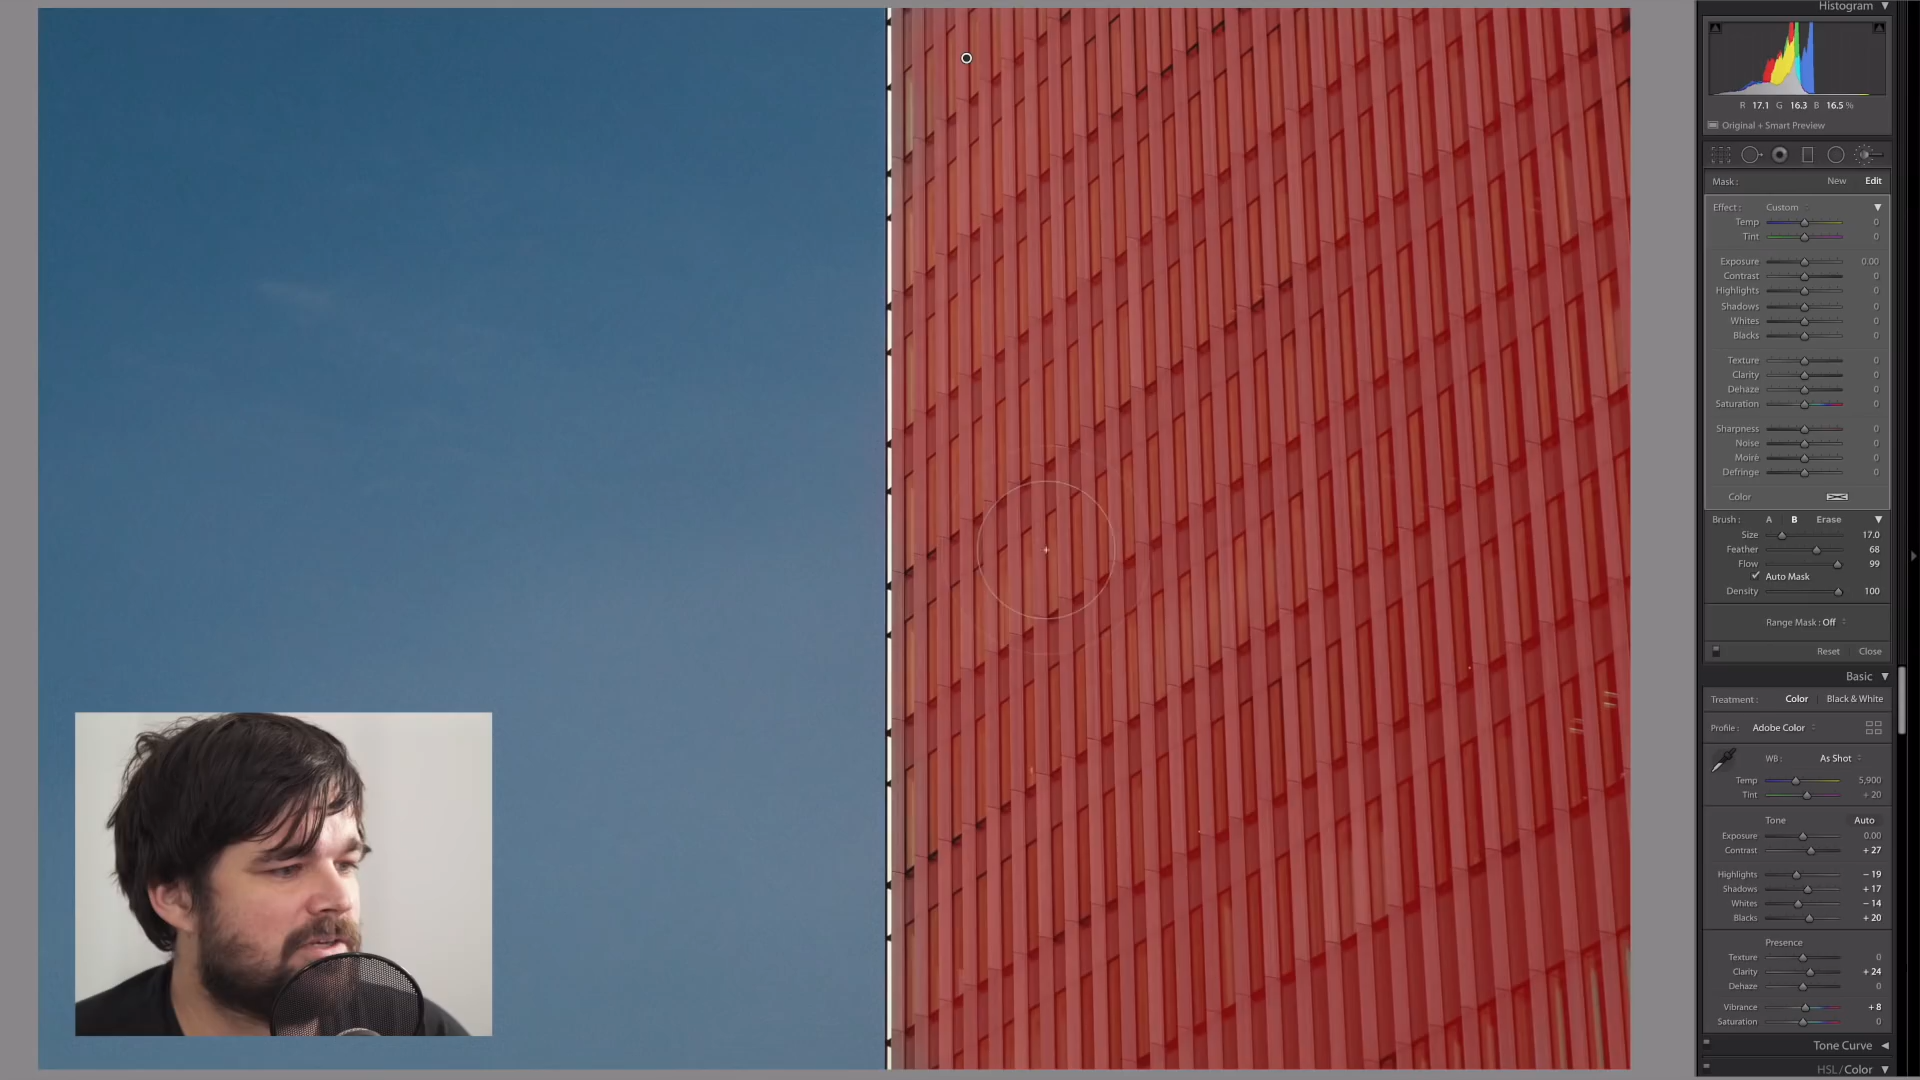 Histogram
R 17.1 G 16.3 B 16.5 %
Original + Smart Preview
Mask : New Edit
Effect : Custom
Temp 0
Tint 0
Exposure 0.00
Contrast 0
Highlights 0
Shadows 0
Whites 0
Blacks 0
Texture 0
Clarity 0
Dehaze 0
Saturation 0
Sharpness 0
Noise 0
Moiré 0
Defringe 0
Color
Brush : A B Erase
Size 17.0
Feather 68
Flow 99
Auto Mask
Density 100
Range Mask : Off
Reset Close
Basic
Treatment : Color Black & White
Profile : Adobe Color
WB : As Shot
Temp 5,900
Tint + 20
Tone Auto
Exposure 0.00
Contrast + 27
Highlights − 19
Shadows + 17
Whites − 14
Blacks + 20
Presence
Texture 0
Clarity + 24
Dehaze 0
Vibrance + 8
Saturation 0
Tone Curve
HSL / Color